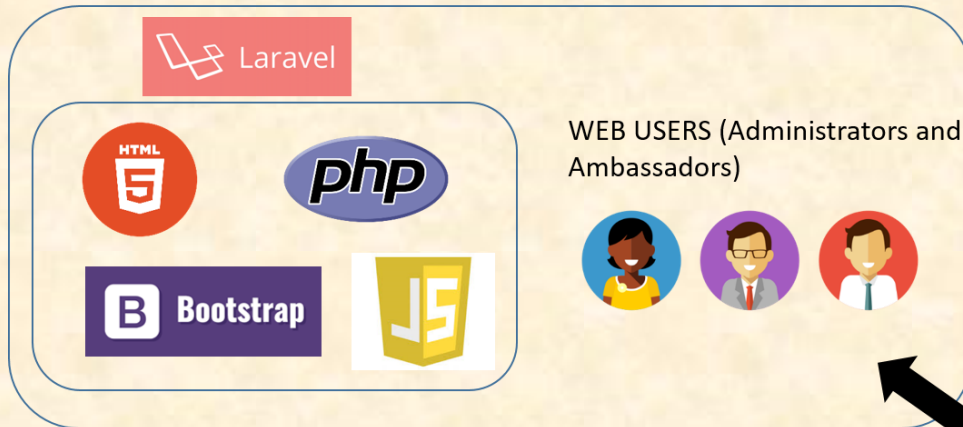 Laravel
HTML
5
php
WEB USERS (Administrators and
Ambassadors)
B Bootstrap
JS